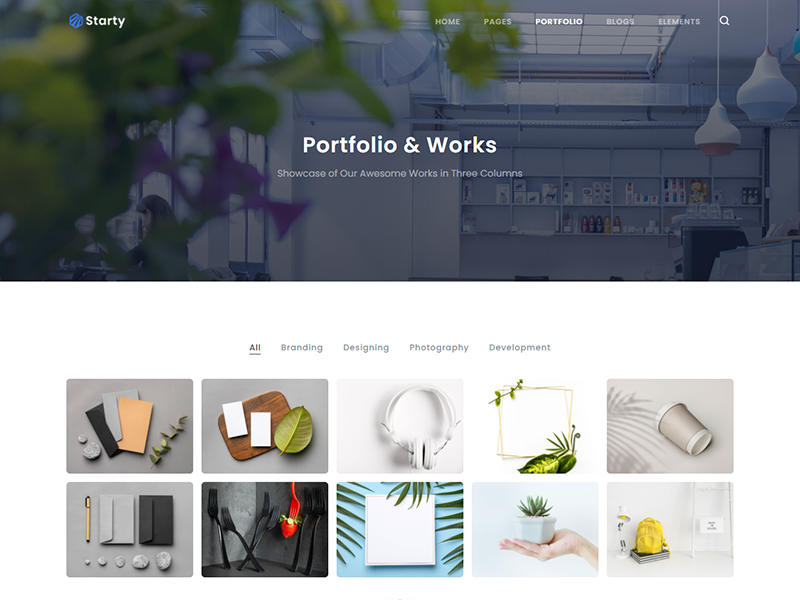 Starty
HOME PAGES PORTFOLIO BLOGS ELEMENTS
Portfolio & Works
Showcase of Our Awesome Works in Three Columns
All Branding Designing Photography Development